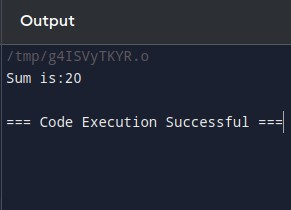 Output
/tmp/g4ISVyTKYR.o
Sum is:20
=== Code Execution Successful ===